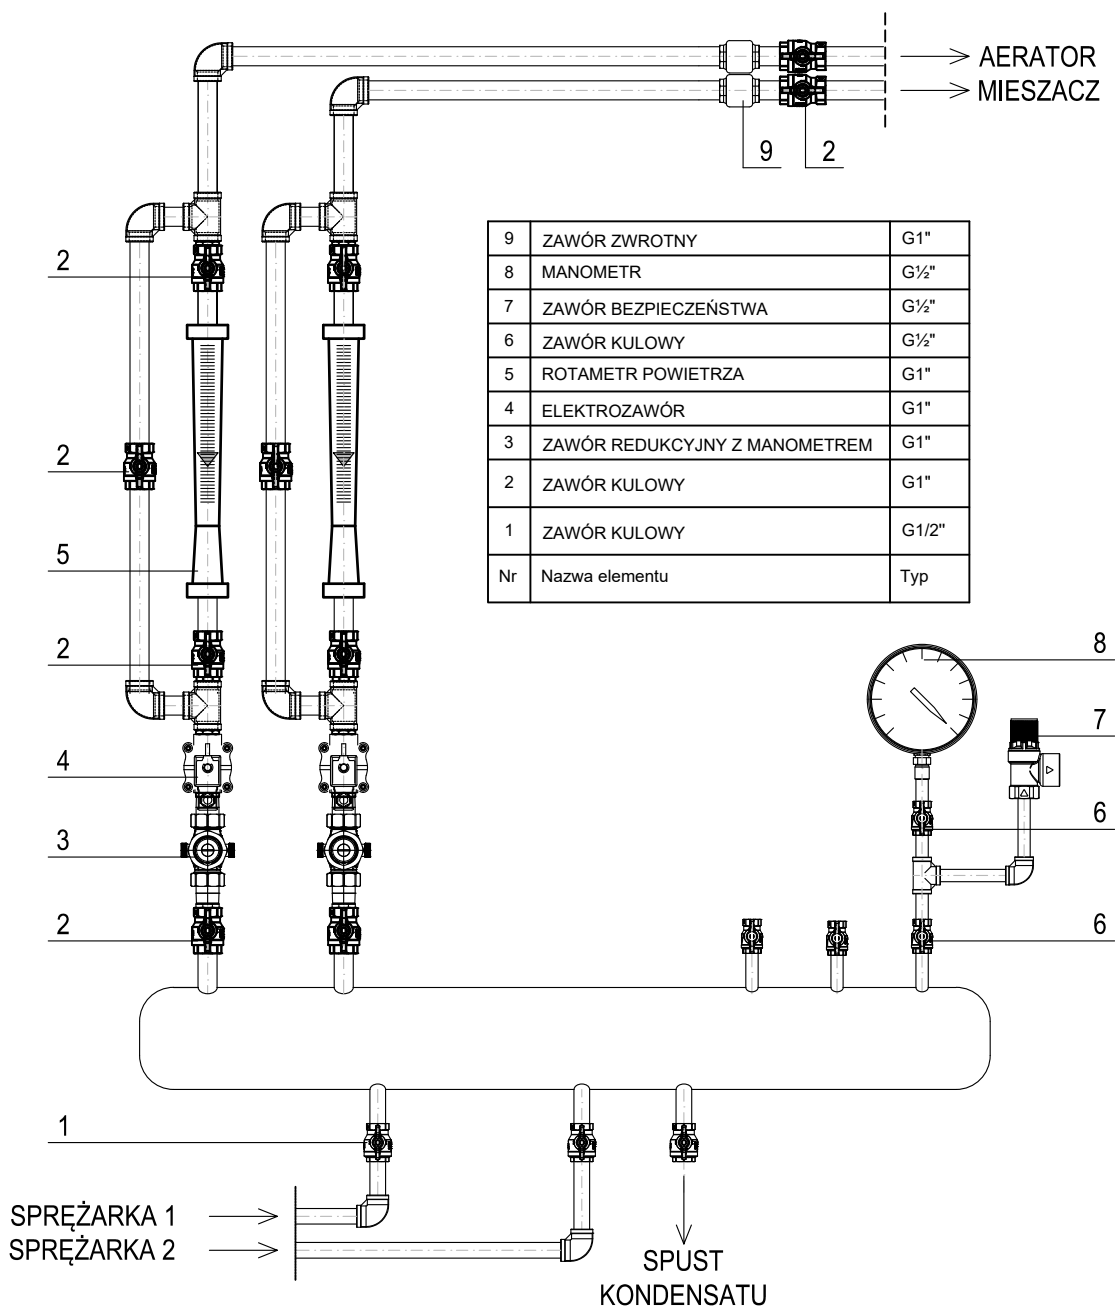 AERATOR
MIESZACZ
9 2
9 ZAWÓR ZWROTNY G1"
8 MANOMETR G½"
7 ZAWÓR BEZPIECZEŃSTWA G½"
6 ZAWÓR KULOWY G½"
5 ROTAMETR POWIETRZA G1"
4 ELEKTROZAWÓR G1"
3 ZAWÓR REDUKCYJNY Z MANOMETREM G1"
2 ZAWÓR KULOWY G1"
1 ZAWÓR KULOWY G1/2"
Nr Nazwa elementu Typ
2
2
5
2
4
3
2
8
7
6
6
1
SPRĘŻARKA 1
SPRĘŻARKA 2
SPUST
KONDENSATU